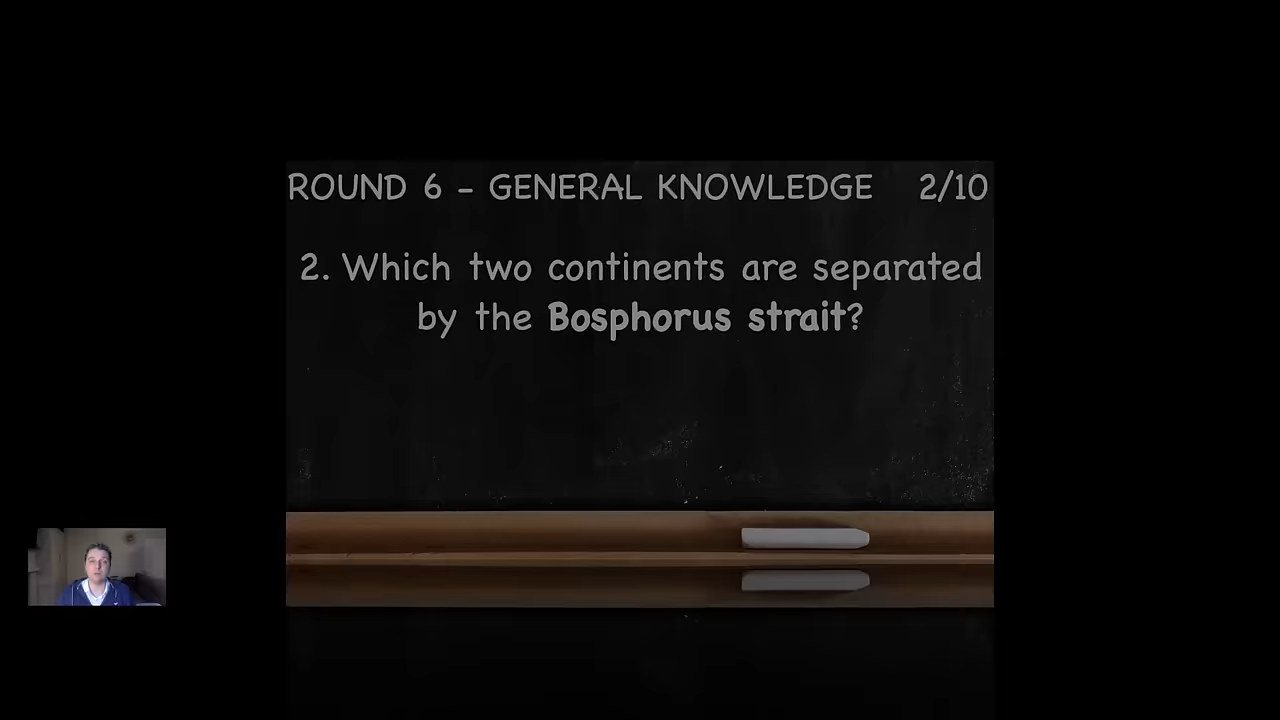 ROUND 6 - GENERAL KNOWLEDGE 2/10
2. Which two continents are separated
by the Bosphorus strait?